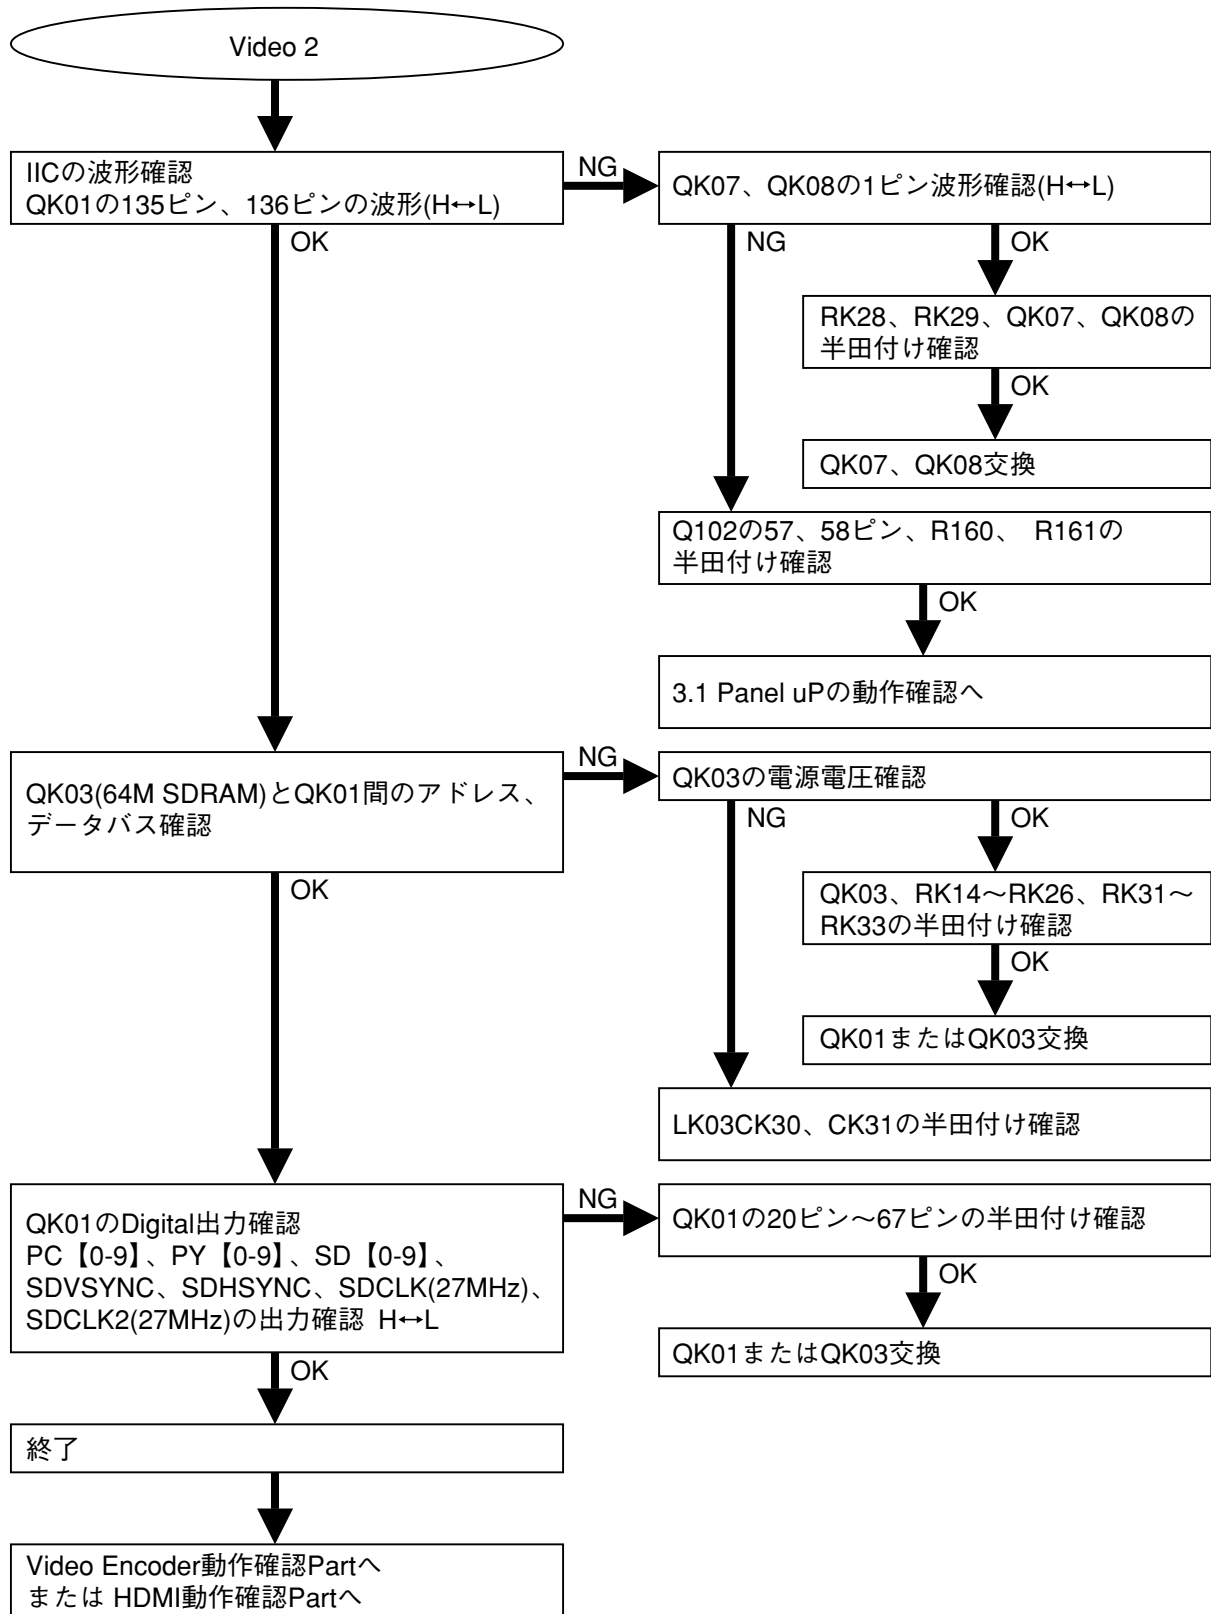 Video 2
IICの波形確認
QK01の135ピン、136ピンの波形(H↔L)
NG
QK07、QK08の1ピン波形確認(H↔L)
OK
NG
OK
RK28、RK29、QK07、QK08の
半田付け確認
OK
QK07、QK08交換
Q102の57、58ピン、R160、 R161の
半田付け確認
OK
3.1 Panel uPの動作確認へ
QK03(64M SDRAM)とQK01間のアドレス、
データバス確認
NG
QK03の電源電圧確認
NG
OK
OK
QK03、RK14～RK26、RK31～
RK33の半田付け確認
OK
QK01またはQK03交換
LK03CK30、CK31の半田付け確認
QK01のDigital出力確認
PC【0-9】、PY【0-9】、SD【0-9】、
SDVSYNC、SDHSYNC、SDCLK(27MHz)、
SDCLK2(27MHz)の出力確認 H↔L
NG
QK01の20ピン～67ピンの半田付け確認
OK
QK01またはQK03交換
OK
終了
Video Encoder動作確認Partへ
または HDMI動作確認Partへ